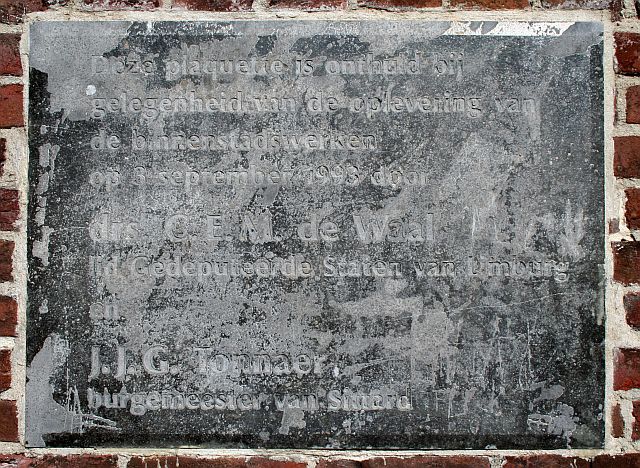 Deze plaquette is onthuld bij
gelegenheid van de oplevering van
de binnenstadswerken
op 3 september 1993 door
drs. C.E.M. de Waal
lid Gedeputeerde Staten van Limburg
en
J.J.G. Tonnaer,
burgemeester van Sittard